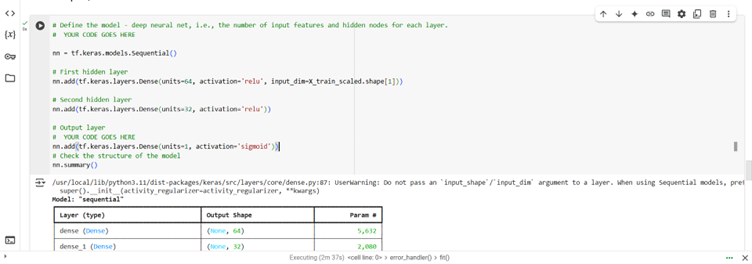 # Define the model - deep neural net, i.e., the number of input features and hidden nodes for each layer.
# YOUR CODE GOES HERE
nn = tf.keras.models.Sequential()
# First hidden layer
nn.add(tf.keras.layers.Dense(units=64, activation='relu', input_dim=X_train_scaled.shape[1]))
# Second hidden layer
nn.add(tf.keras.layers.Dense(units=32, activation='relu'))
# Output layer
# YOUR CODE GOES HERE
nn.add(tf.keras.layers.Dense(units=1, activation='sigmoid'))
# Check the structure of the model
nn.summary()
/usr/local/lib/python3.11/dist-packages/keras/src/layers/core/dense.py:87: UserWarning: Do not pass an `input_shape`/`input_dim` argument to a layer. When using Sequential models, pref
super().__init__(activity_regularizer=activity_regularizer, **kwargs)
Model: "sequential"
Layer (type) Output Shape Param #
dense (Dense) (None, 64) 5,632
dense_1 (Dense) (None, 32) 2,080
Executing (2m 37s) <cell line: 0> > error_handler() > fit()